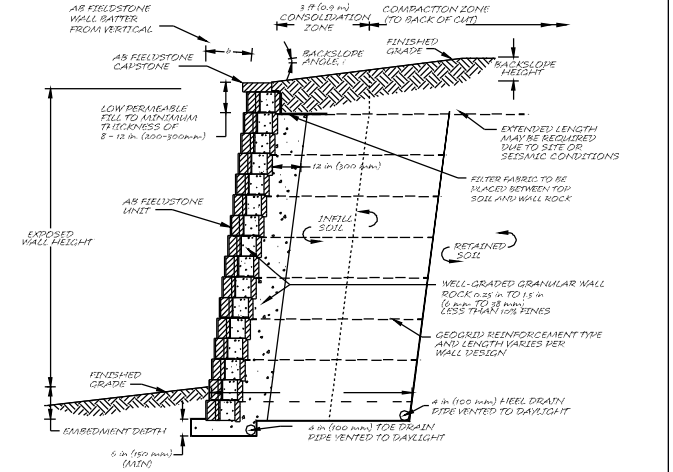 AB FIELDSTONE
WALL BATTER
FROM VERTICAL
3 ft (0.9 m)
CONSOLIDATION
ZONE
COMPACTION ZONE
(TO BACK OF CUT)
FINISHED
GRADE
BACKSLOPE
ANGLE, i
AB FIELDSTONE
CAPSTONE
BACKSLOPE
HEIGHT
LOW PERMEABLE
FILL TO MINIMUM
THICKNESS OF
8 - 12 in. (200-300mm)
EXTENDED LENGTH
MAY BE REQUIRED
DUE TO SITE OR
SEISMIC CONDITIONS
12 in (300 mm)
FILTER FABRIC TO BE
PLACED BETWEEN TOP
SOIL AND WALL ROCK
AB FIELDSTONE
UNIT
INFILL
SOIL
EXPOSED
WALL HEIGHT
RETAINED
SOIL
WELL-GRADED GRANULAR WALL
ROCK 0.25 in TO 1.5 in
(6 mm TO 38 mm)
LESS THAN 10% FINES
GEOGRID REINFORCEMENT TYPE
AND LENGTH VARIES PER
WALL DESIGN
FINISHED
GRADE
4 in (100 mm) HEEL DRAIN
PIPE VENTED TO DAYLIGHT
EMBEDMENT DEPTH
4 in (100 mm) TOE DRAIN
PIPE VENTED TO DAYLIGHT
6 in (150 mm)
(MIN)